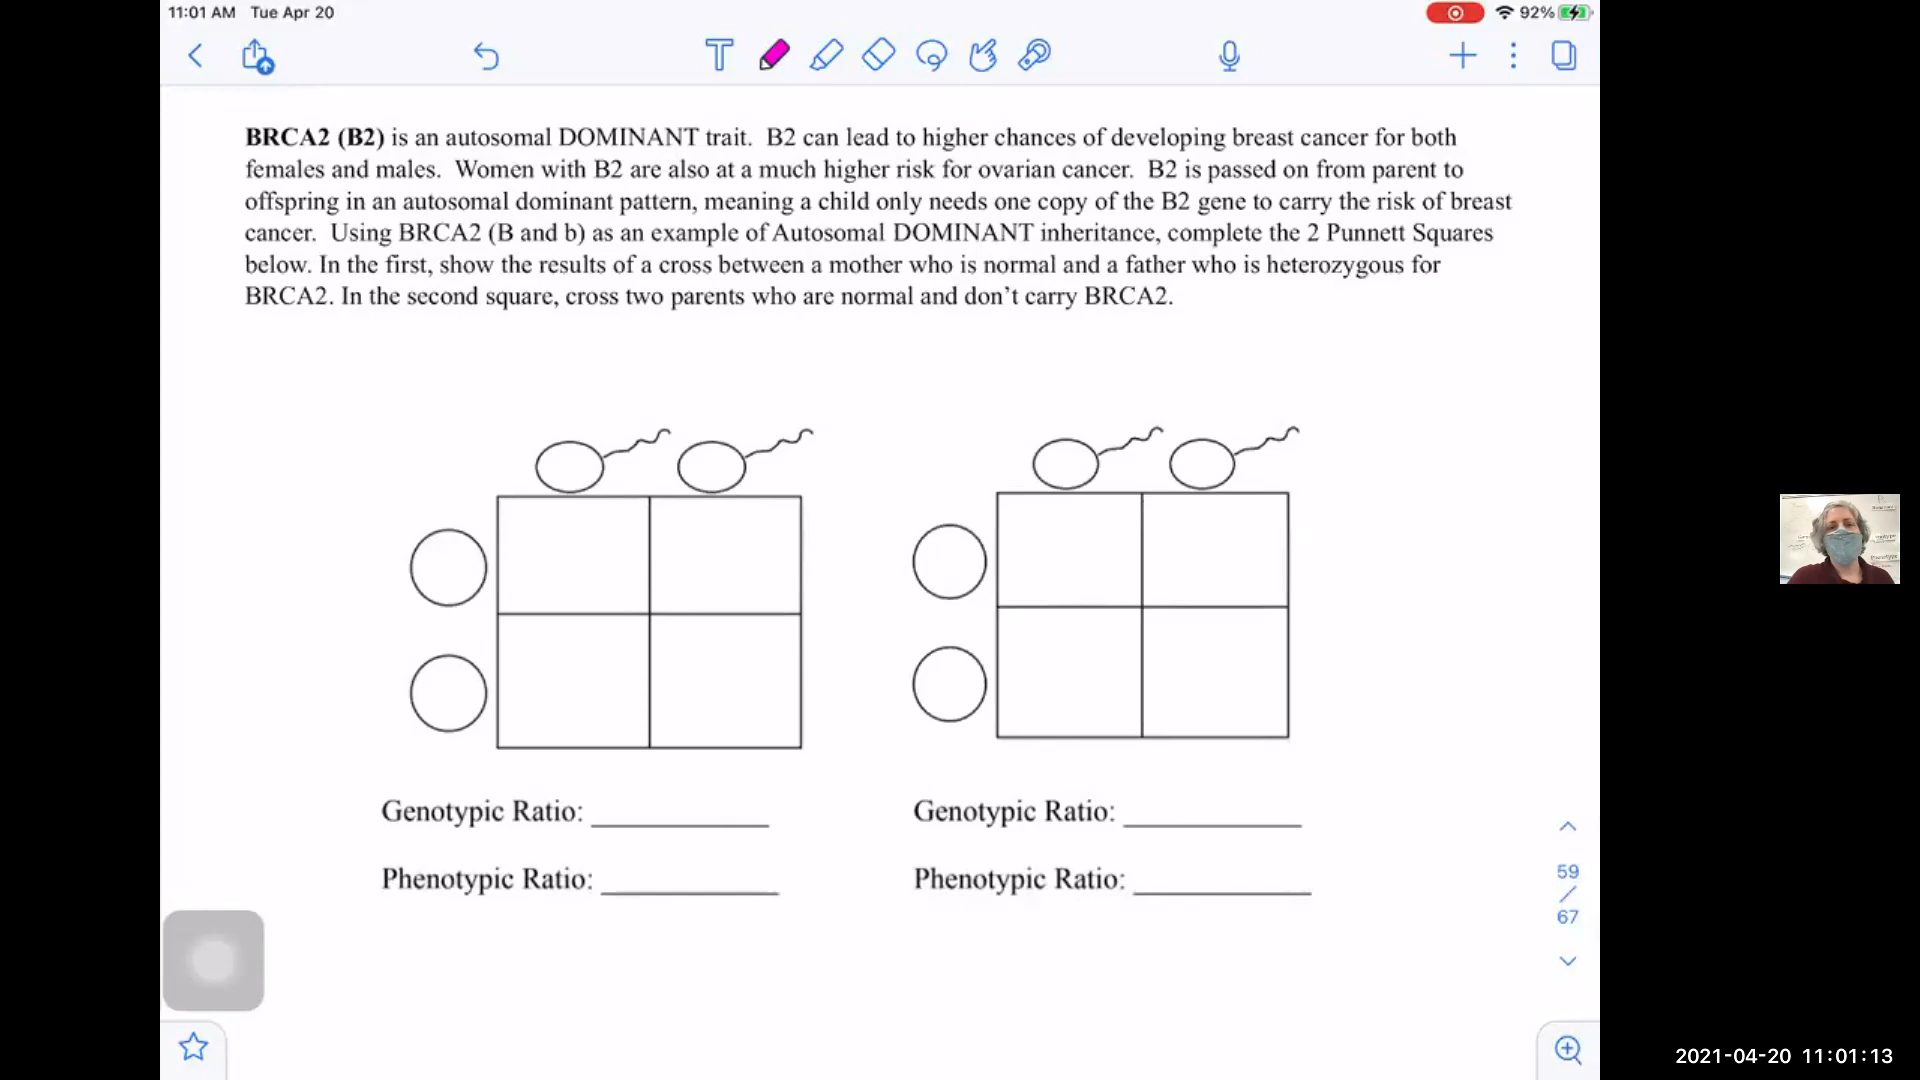 11:01 AM Tue Apr 20
92%
BRCA2 (B2) is an autosomal DOMINANT trait. B2 can lead to higher chances of developing breast cancer for both
females and males. Women with B2 are also at a much higher risk for ovarian cancer. B2 is passed on from parent to
offspring in an autosomal dominant pattern, meaning a child only needs one copy of the B2 gene to carry the risk of breast
cancer. Using BRCA2 (B and b) as an example of Autosomal DOMINANT inheritance, complete the 2 Punnett Squares
below. In the first, show the results of a cross between a mother who is normal and a father who is heterozygous for
BRCA2. In the second square, cross two parents who are normal and don't carry BRCA2.
Genotypic Ratio: ____________
Genotypic Ratio: ____________
Phenotypic Ratio: ____________
Phenotypic Ratio: ____________
59
/
67
2021-04-20 11:01:13